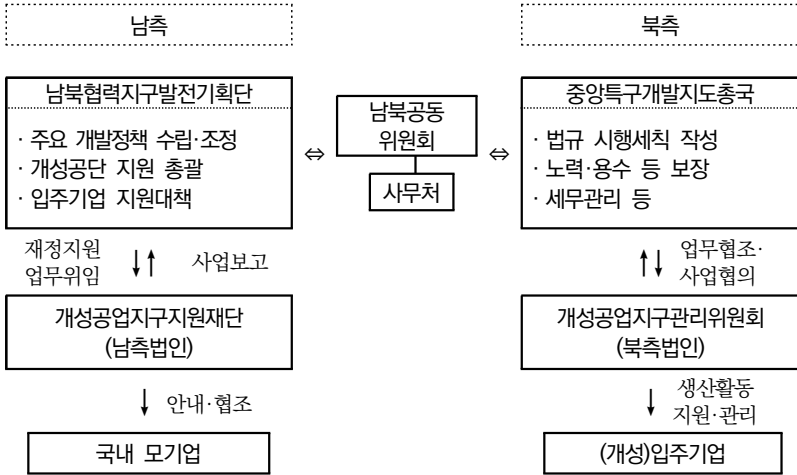 남측
북측
남북협력지구발전기획단
· 주요 개발정책 수립·조정
· 개성공단 지원 총괄
· 입주기업 지원대책
⇔
남북공동
위원회
사무처
⇔
중앙특구개발지도총국
· 법규 시행세칙 작성
· 노력·용수 등 보장
· 세무관리 등
재정지원
업무위임
↓↑
사업보고
↑↓
업무협조·
사업협의
개성공업지구지원재단
(남측법인)
개성공업지구관리위원회
(북측법인)
↓
안내·협조
↓
생산활동
지원·관리
국내 모기업
(개성)입주기업